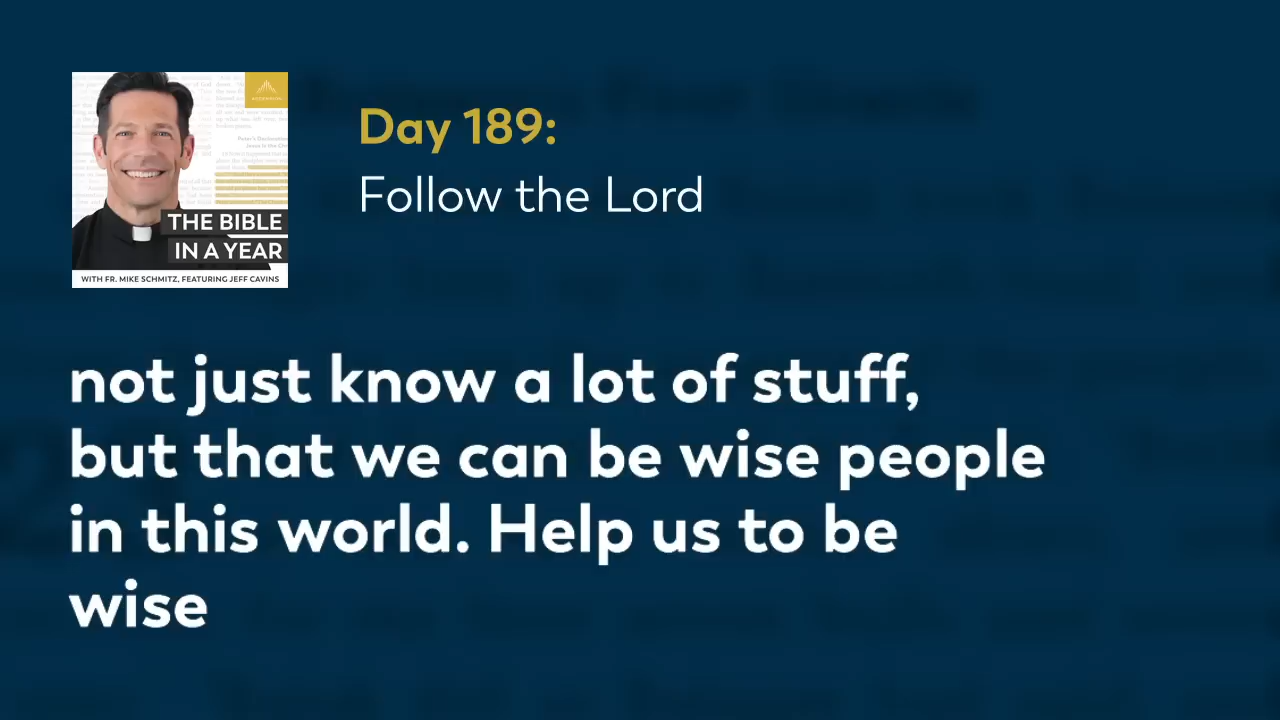 Day 189:
Follow the Lord
THE BIBLE
IN A YEAR
WITH FR. MIKE SCHMITZ, FEATURING JEFF CAVINS
not just know a lot of stuff,
but that we can be wise people
in this world. Help us to be
wise